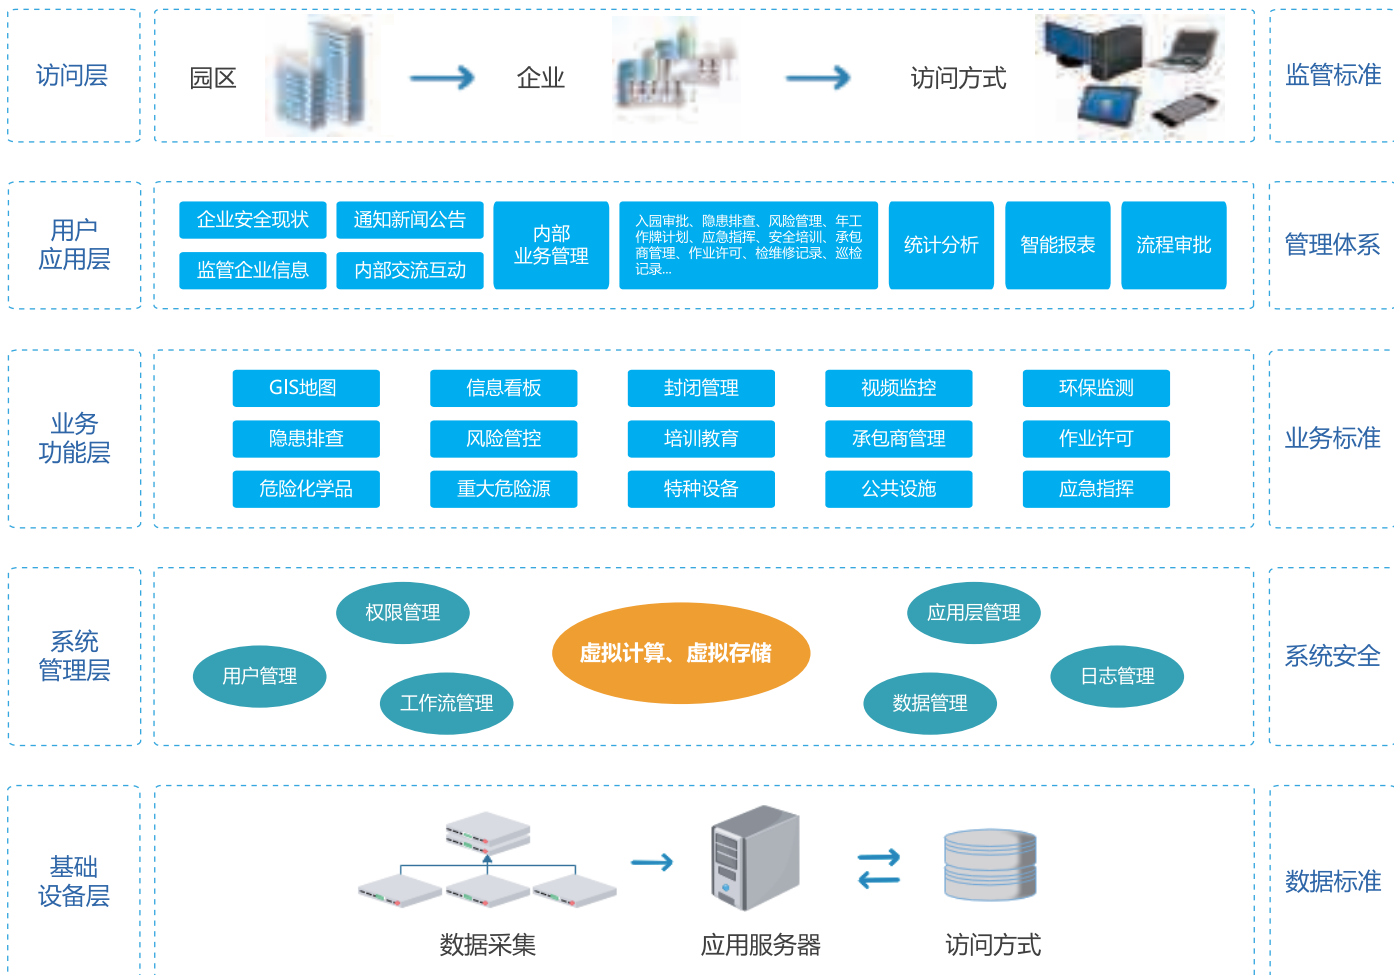 访问层
园区
企业
访问方式
监管标准
用户
应用层
企业安全现状
通知新闻公告
监管企业信息
内部交流互动
内部
业务管理
入园审批、隐患排查、风险管理、年工
作牌计划、应急指挥、安全培训、承包
商管理、作业许可、检维修记录、巡检
记录...
统计分析
智能报表
流程审批
管理体系
业务
功能层
GIS地图
信息看板
封闭管理
视频监控
环保监测
隐患排查
风险管控
培训教育
承包商管理
作业许可
危险化学品
重大危险源
特种设备
公共设施
应急指挥
业务标准
系统
管理层
权限管理
用户管理
工作流管理
虚拟计算、虚拟存储
应用层管理
日志管理
数据管理
系统安全
基础
设备层
数据采集
应用服务器
访问方式
数据标准